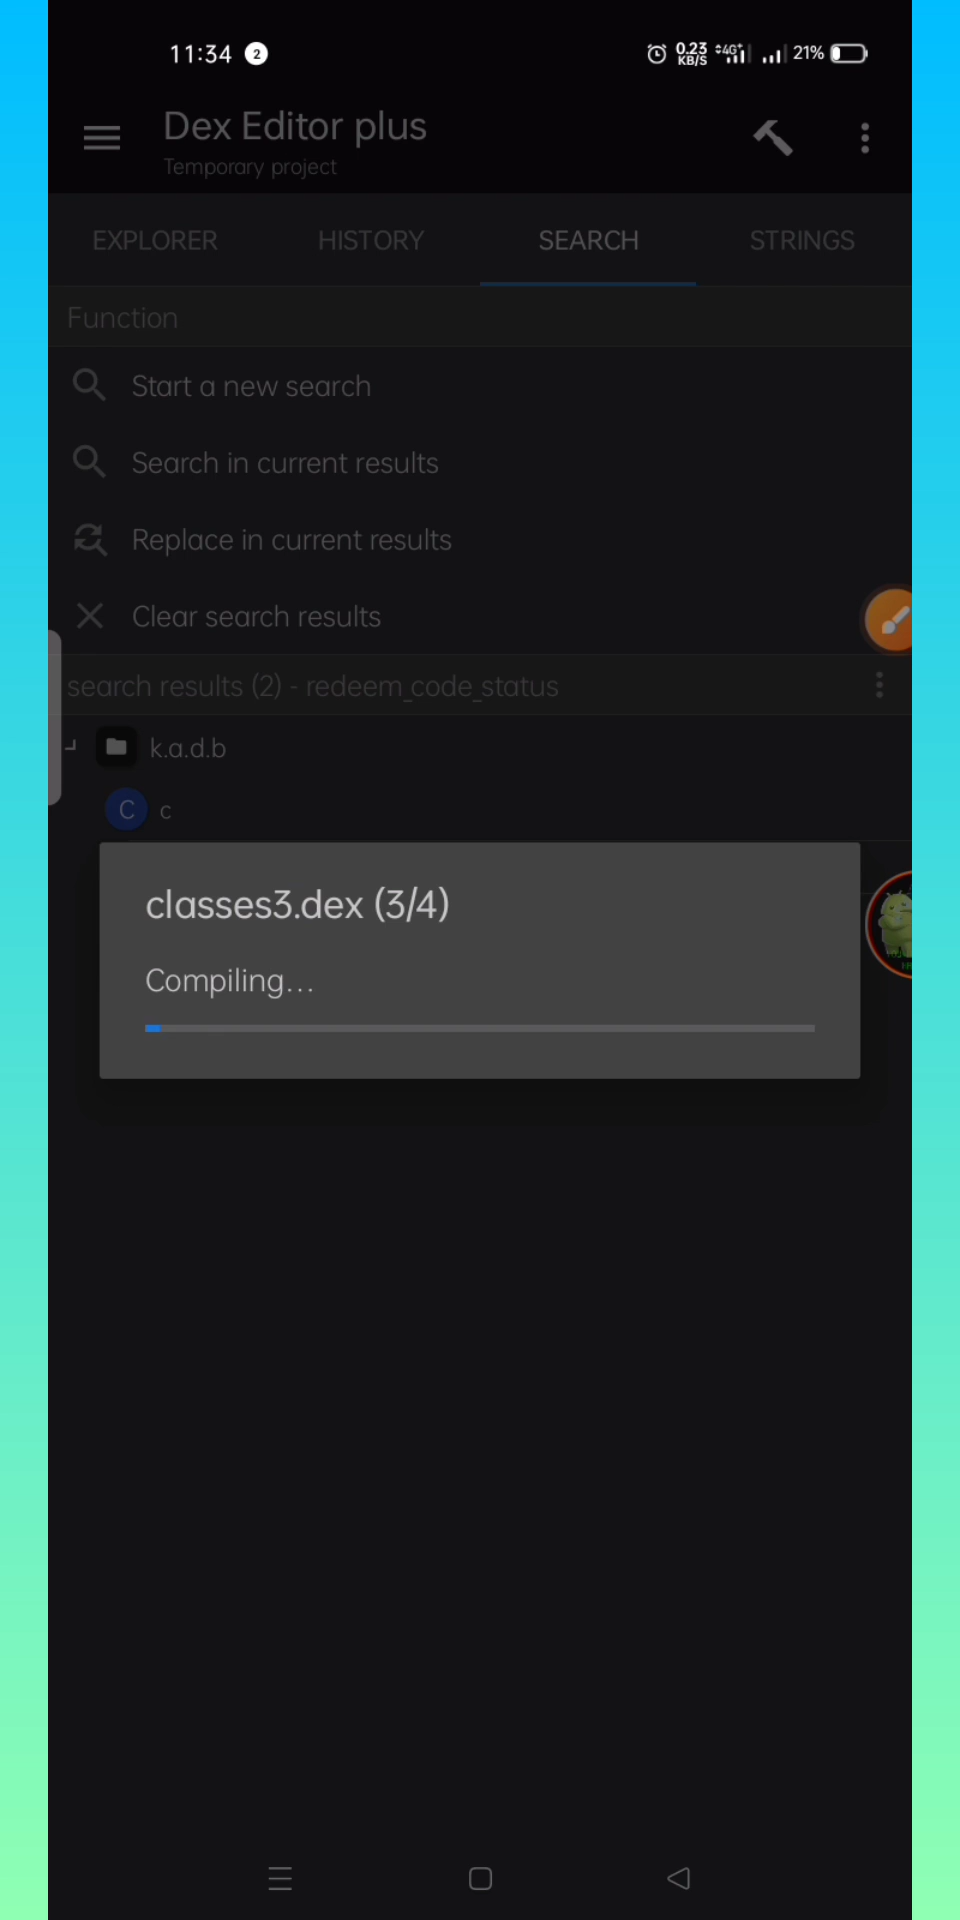 11:34 2 0.23 KB/S 4G+ 21%
Dex Editor plus
Temporary project
EXPLORER HISTORY SEARCH STRINGS
Function
Start a new search
Search in current results
Replace in current results
Clear search results
search results (2) - redeem_code_status
k.a.d.b
C c
classes3.dex (3/4)
Compiling...